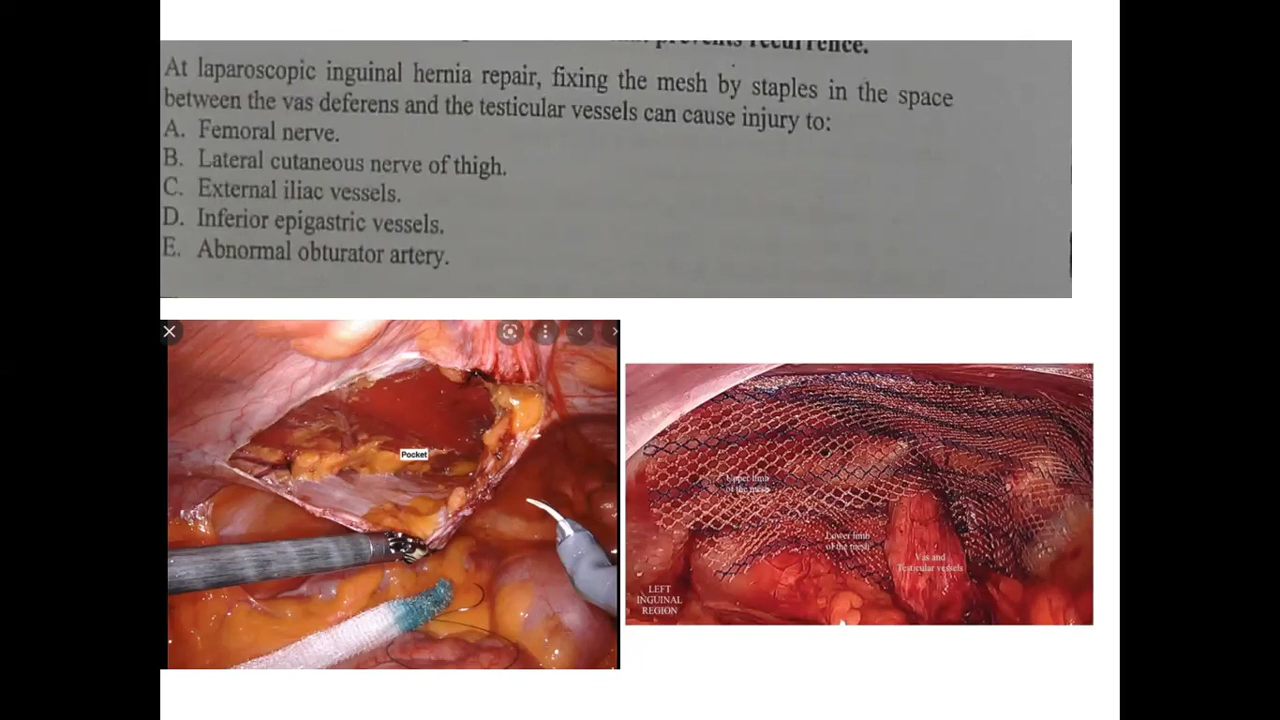 prevents recurrence.
At laparoscopic inguinal hernia repair, fixing the mesh by staples in the space
between the vas deferens and the testicular vessels can cause injury to:
A. Femoral nerve.
B. Lateral cutaneous nerve of thigh.
C. External iliac vessels.
D. Inferior epigastric vessels.
E. Abnormal obturator artery.
Pocket
Upper limb
of the mesh
Lower limb
of the mesh
Vas and
Testicular vessels
LEFT
INGUINAL
REGION